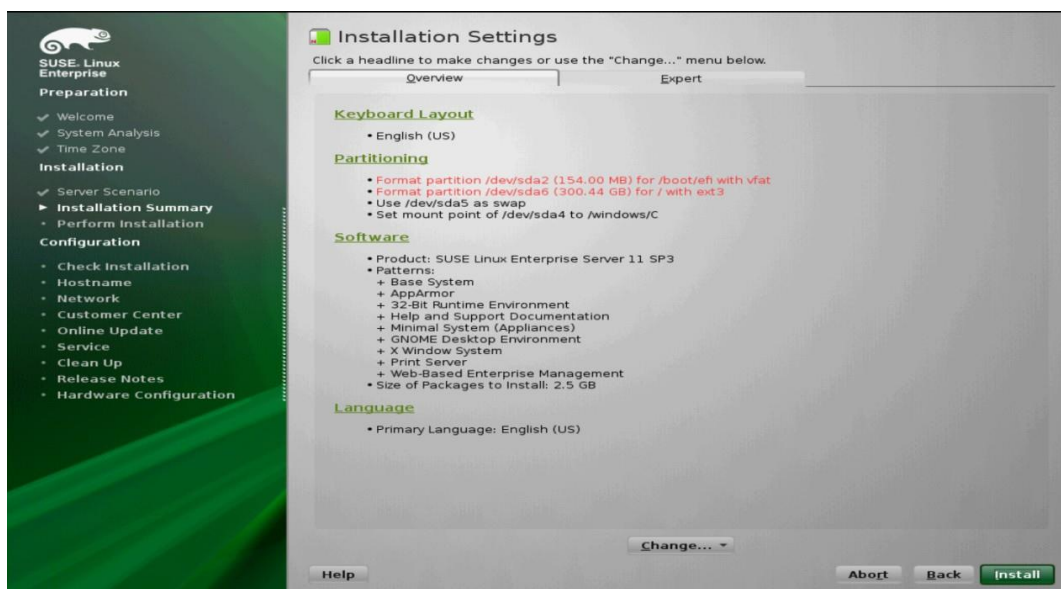 SUSE. Linux
Enterprise
Preparation
✓ Welcome
✓ System Analysis
✓ Time Zone
Installation
✓ Server Scenario
► Installation Summary
• Perform Installation
Configuration
• Check Installation
• Hostname
• Network
• Customer Center
• Online Update
• Service
• Clean Up
• Release Notes
• Hardware Configuration
Installation Settings
Click a headline to make changes or use the "Change..." menu below.
Overview
Expert
Keyboard Layout
• English (US)
Partitioning
• Format partition /dev/sda2 (154.00 MB) for /boot/efi with vfat
• Format partition /dev/sda6 (300.44 GB) for / with ext3
• Use /dev/sda5 as swap
• Set mount point of /dev/sda4 to /windows/C
Software
• Product: SUSE Linux Enterprise Server 11 SP3
• Patterns:
+ Base System
+ AppArmor
+ 32-Bit Runtime Environment
+ Help and Support Documentation
+ Minimal System (Appliances)
+ GNOME Desktop Environment
+ X Window System
+ Print Server
+ Web-Based Enterprise Management
• Size of Packages to Install: 2.5 GB
Language
• Primary Language: English (US)
Change...
Help
Abort
Back
Install